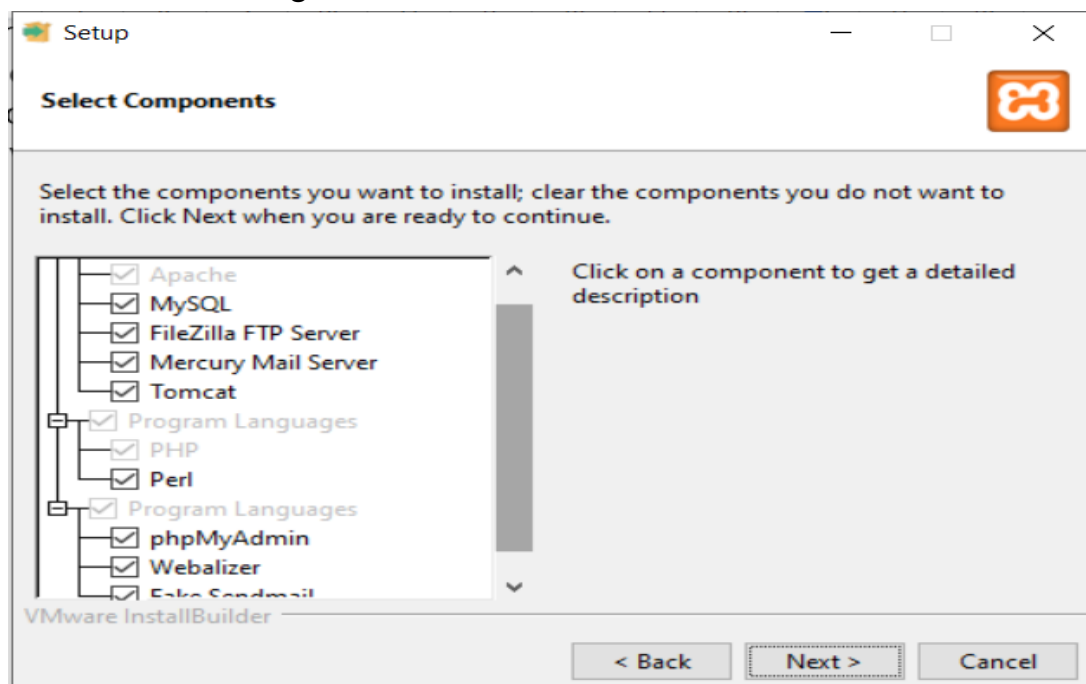 Setup
Select Components
Select the components you want to install; clear the components you do not want to
install. Click Next when you are ready to continue.
Apache
MySQL
FileZilla FTP Server
Mercury Mail Server
Tomcat
Program Languages
PHP
Perl
Program Languages
phpMyAdmin
Webalizer
Fake Sendmail
Click on a component to get a detailed
description
VMware InstallBuilder
< Back
Next >
Cancel